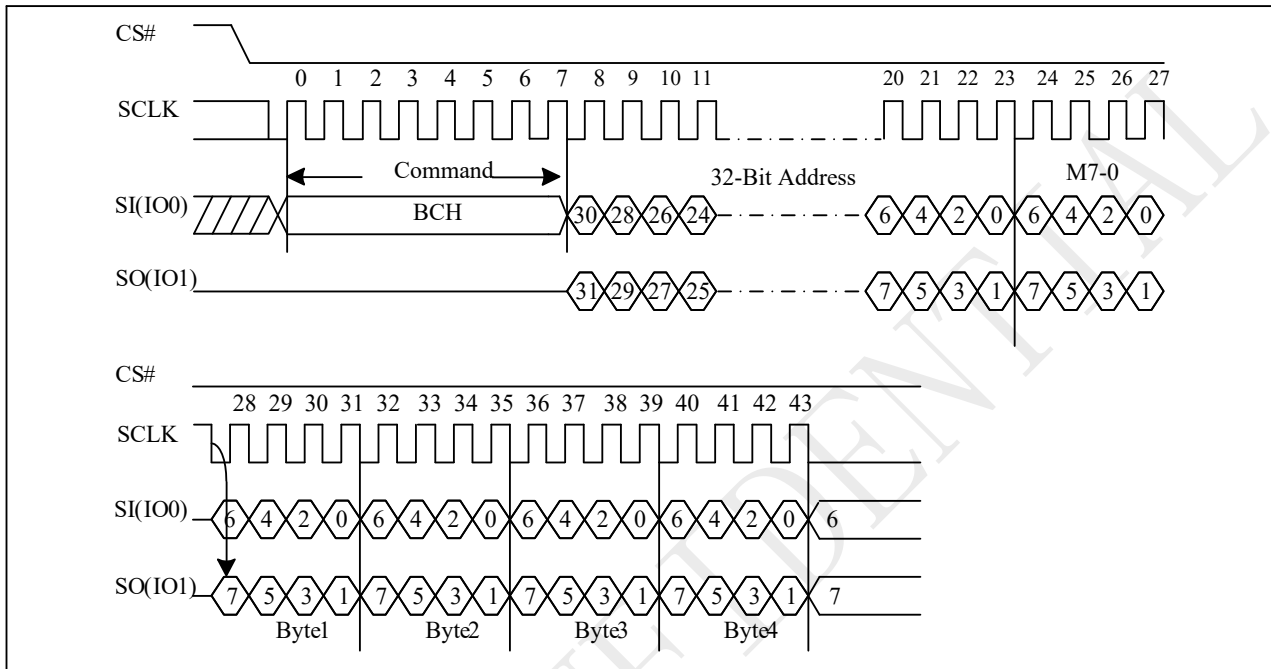 CS#
0 1 2 3 4 5 6 7 8 9 10 11 20 21 22 23 24 25 26 27
SCLK
Command 32-Bit Address M7-0
SI(IO0) BCH 30 28 26 24 6 4 2 0 6 4 2 0
SO(IO1) 31 29 27 25 7 5 3 1 7 5 3 1
CS#
28 29 30 31 32 33 34 35 36 37 38 39 40 41 42 43
SCLK
SI(IO0) 6 4 2 0 6 4 2 0 6 4 2 0 6 4 2 0 6
SO(IO1) 7 5 3 1 7 5 3 1 7 5 3 1 7 5 3 1 7
Byte1 Byte2 Byte3 Byte4